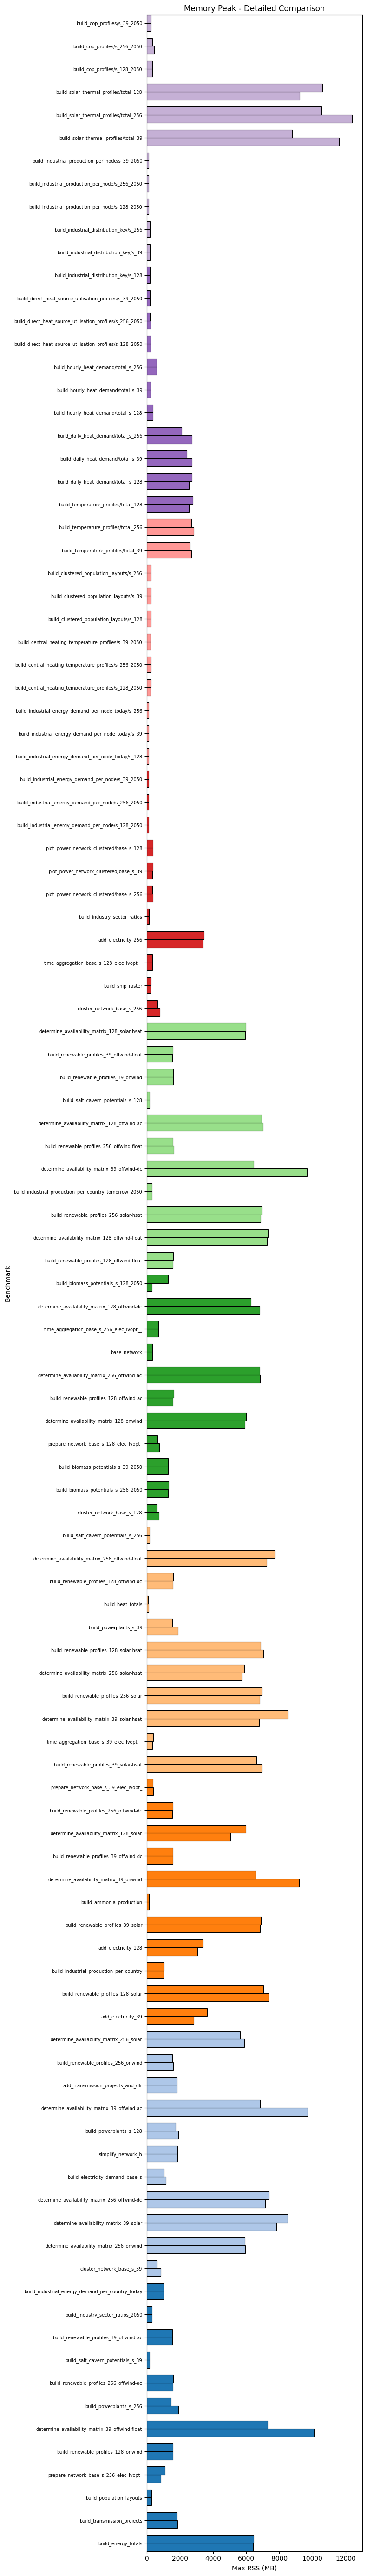 Memory Peak - Detailed Comparison
build_cop_profiles/s_39_2050
build_cop_profiles/s_256_2050
build_cop_profiles/s_128_2050
build_solar_thermal_profiles/total_128
build_solar_thermal_profiles/total_256
build_solar_thermal_profiles/total_39
build_industrial_production_per_node/s_39_2050
build_industrial_production_per_node/s_256_2050
build_industrial_production_per_node/s_128_2050
build_industrial_distribution_key/s_256
build_industrial_distribution_key/s_39
build_industrial_distribution_key/s_128
build_direct_heat_source_utilisation_profiles/s_39_2050
build_direct_heat_source_utilisation_profiles/s_256_2050
build_direct_heat_source_utilisation_profiles/s_128_2050
build_hourly_heat_demand/total_s_256
build_hourly_heat_demand/total_s_39
build_hourly_heat_demand/total_s_128
build_daily_heat_demand/total_s_256
build_daily_heat_demand/total_s_39
build_daily_heat_demand/total_s_128
build_temperature_profiles/total_128
build_temperature_profiles/total_256
build_temperature_profiles/total_39
build_clustered_population_layouts/s_256
build_clustered_population_layouts/s_39
build_clustered_population_layouts/s_128
build_central_heating_temperature_profiles/s_39_2050
build_central_heating_temperature_profiles/s_256_2050
build_central_heating_temperature_profiles/s_128_2050
build_industrial_energy_demand_per_node_today/s_256
build_industrial_energy_demand_per_node_today/s_39
build_industrial_energy_demand_per_node_today/s_128
build_industrial_energy_demand_per_node/s_39_2050
build_industrial_energy_demand_per_node/s_256_2050
build_industrial_energy_demand_per_node/s_128_2050
plot_power_network_clustered/base_s_128
plot_power_network_clustered/base_s_39
plot_power_network_clustered/base_s_256
build_industry_sector_ratios
add_electricity_256
time_aggregation_base_s_128_elec_lvopt__
build_ship_raster
cluster_network_base_s_256
determine_availability_matrix_128_solar-hsat
build_renewable_profiles_39_offwind-float
build_renewable_profiles_39_onwind
build_salt_cavern_potentials_s_128
determine_availability_matrix_128_offwind-ac
build_renewable_profiles_256_offwind-float
determine_availability_matrix_39_offwind-dc
build_industrial_production_per_country_tomorrow_2050
build_renewable_profiles_256_solar-hsat
determine_availability_matrix_128_offwind-float
build_renewable_profiles_128_offwind-float
build_biomass_potentials_s_128_2050
determine_availability_matrix_128_offwind-dc
time_aggregation_base_s_256_elec_lvopt__
base_network
determine_availability_matrix_256_offwind-ac
build_renewable_profiles_128_offwind-ac
determine_availability_matrix_128_onwind
prepare_network_base_s_128_elec_lvopt_
build_biomass_potentials_s_39_2050
build_biomass_potentials_s_256_2050
cluster_network_base_s_128
build_salt_cavern_potentials_s_256
determine_availability_matrix_256_offwind-float
build_renewable_profiles_128_offwind-dc
build_heat_totals
build_powerplants_s_39
build_renewable_profiles_128_solar-hsat
determine_availability_matrix_256_solar-hsat
build_renewable_profiles_256_solar
determine_availability_matrix_39_solar-hsat
time_aggregation_base_s_39_elec_lvopt__
build_renewable_profiles_39_solar-hsat
prepare_network_base_s_39_elec_lvopt_
build_renewable_profiles_256_offwind-dc
determine_availability_matrix_128_solar
build_renewable_profiles_39_offwind-dc
determine_availability_matrix_39_onwind
build_ammonia_production
build_renewable_profiles_39_solar
add_electricity_128
build_industrial_production_per_country
build_renewable_profiles_128_solar
add_electricity_39
determine_availability_matrix_256_solar
build_renewable_profiles_256_onwind
add_transmission_projects_and_dlr
determine_availability_matrix_39_offwind-ac
build_powerplants_s_128
simplify_network_b
build_electricity_demand_base_s
determine_availability_matrix_256_offwind-dc
determine_availability_matrix_39_solar
determine_availability_matrix_256_onwind
cluster_network_base_s_39
build_industrial_energy_demand_per_country_today
build_industry_sector_ratios_2050
build_renewable_profiles_39_offwind-ac
build_salt_cavern_potentials_s_39
build_renewable_profiles_256_offwind-ac
build_powerplants_s_256
determine_availability_matrix_39_offwind-float
build_renewable_profiles_128_onwind
prepare_network_base_s_256_elec_lvopt_
build_population_layouts
build_transmission_projects
build_energy_totals
Benchmark
0 2000 4000 6000 8000 10000 12000
Max RSS (MB)